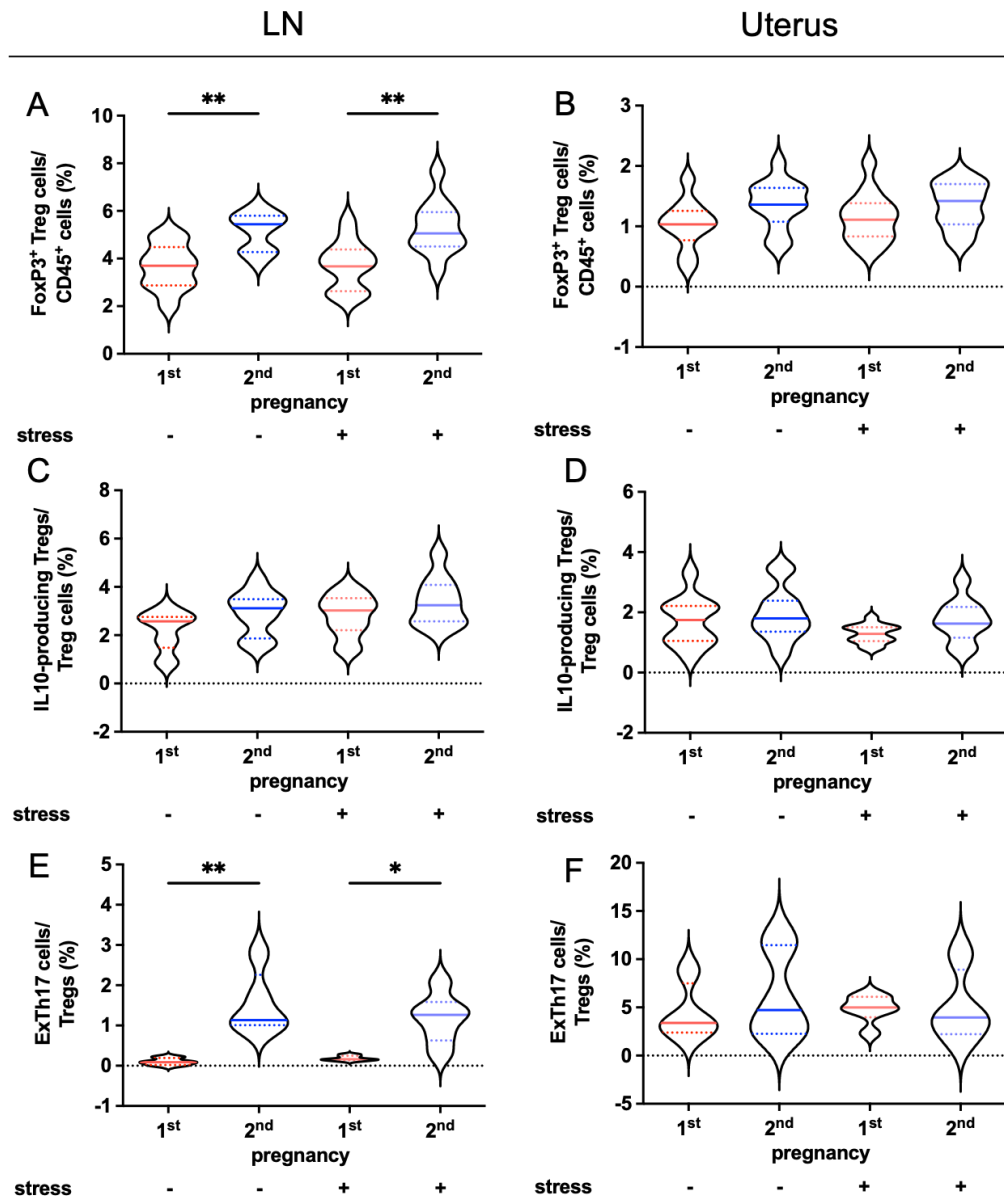 LN Uterus
A
** **
FoxP3+ Treg cells/
CD45+ cells (%)
10
8
6
4
2
0
1st 2nd 1st 2nd
pregnancy
stress - - + +
B
FoxP3+ Treg cells/
CD45+ cells (%)
3
2
1
0
-1
1st 2nd 1st 2nd
pregnancy
stress - - + +
C
IL10-producing Tregs/
Treg cells (%)
8
6
4
2
0
-2
1st 2nd 1st 2nd
pregnancy
stress - - + +
D
IL10-producing Tregs/
Treg cells (%)
6
4
2
0
-2
1st 2nd 1st 2nd
pregnancy
stress - - + +
E
** *
ExTh17 cells/
Tregs (%)
5
4
3
2
1
0
-1
1st 2nd 1st 2nd
pregnancy
stress - - + +
F
ExTh17 cells/
Tregs (%)
20
15
10
5
0
-5
1st 2nd 1st 2nd
pregnancy
stress - - + +